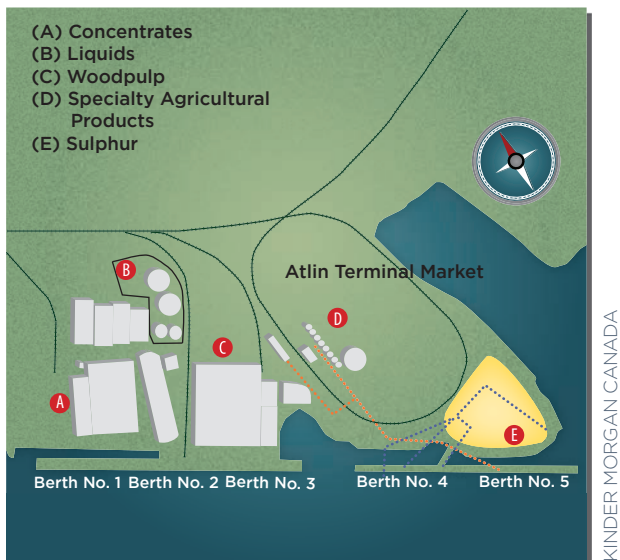 (A) Concentrates
(B) Liquids
(C) Woodpulp
(D) Specialty Agricultural
Products
(E) Sulphur
Atlin Terminal Market
B
D
C
A
E
Berth No. 1 Berth No. 2 Berth No. 3 Berth No. 4 Berth No. 5
KINDER MORGAN CANADA